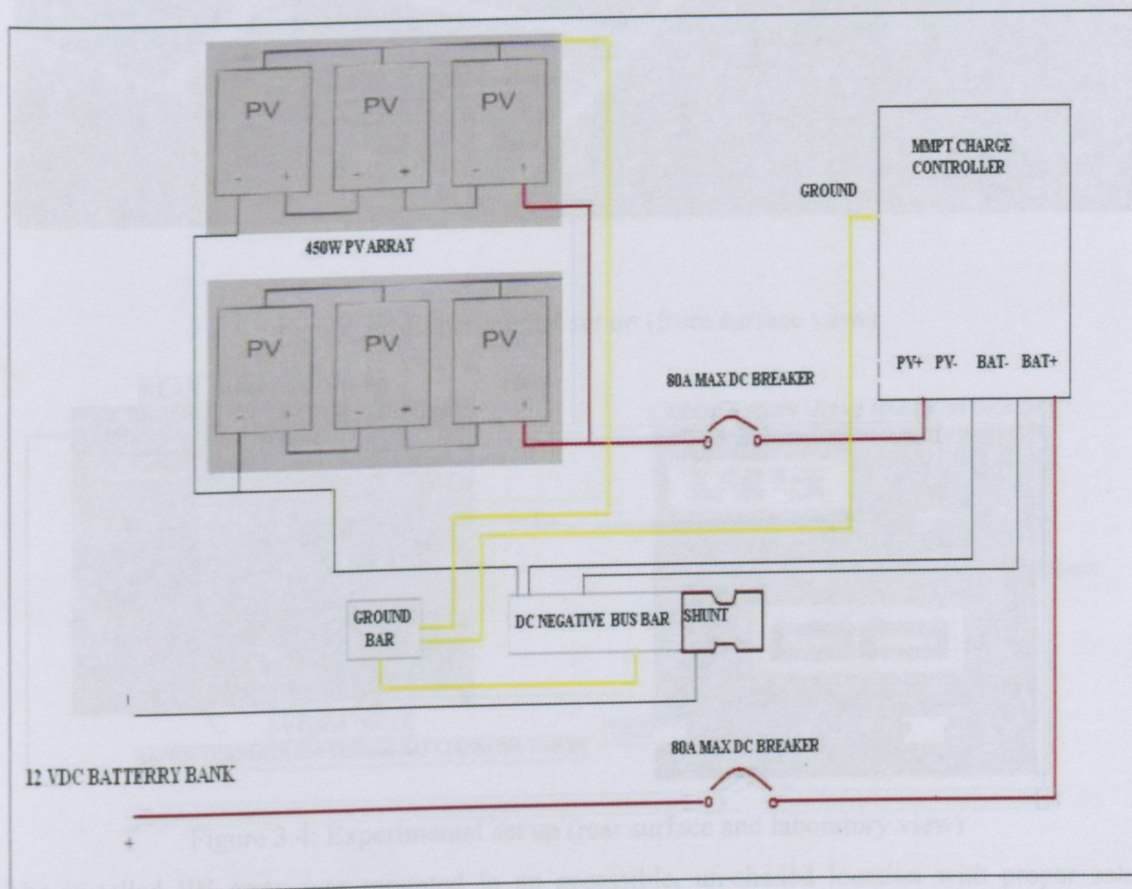 PV PV PV
- + - + - +
450W PV ARRAY
PV PV PV
- + - + - +
MMPT CHARGE
CONTROLLER
GROUND
PV+ PV- BAT- BAT+
80A MAX DC BREAKER
GROUND
BAR
DC NEGATIVE BUS BAR
SHUNT
80A MAX DC BREAKER
12 VDC BATTERRY BANK
+
Figure 3.4: Experimental set up (rear surface and laboratory view)